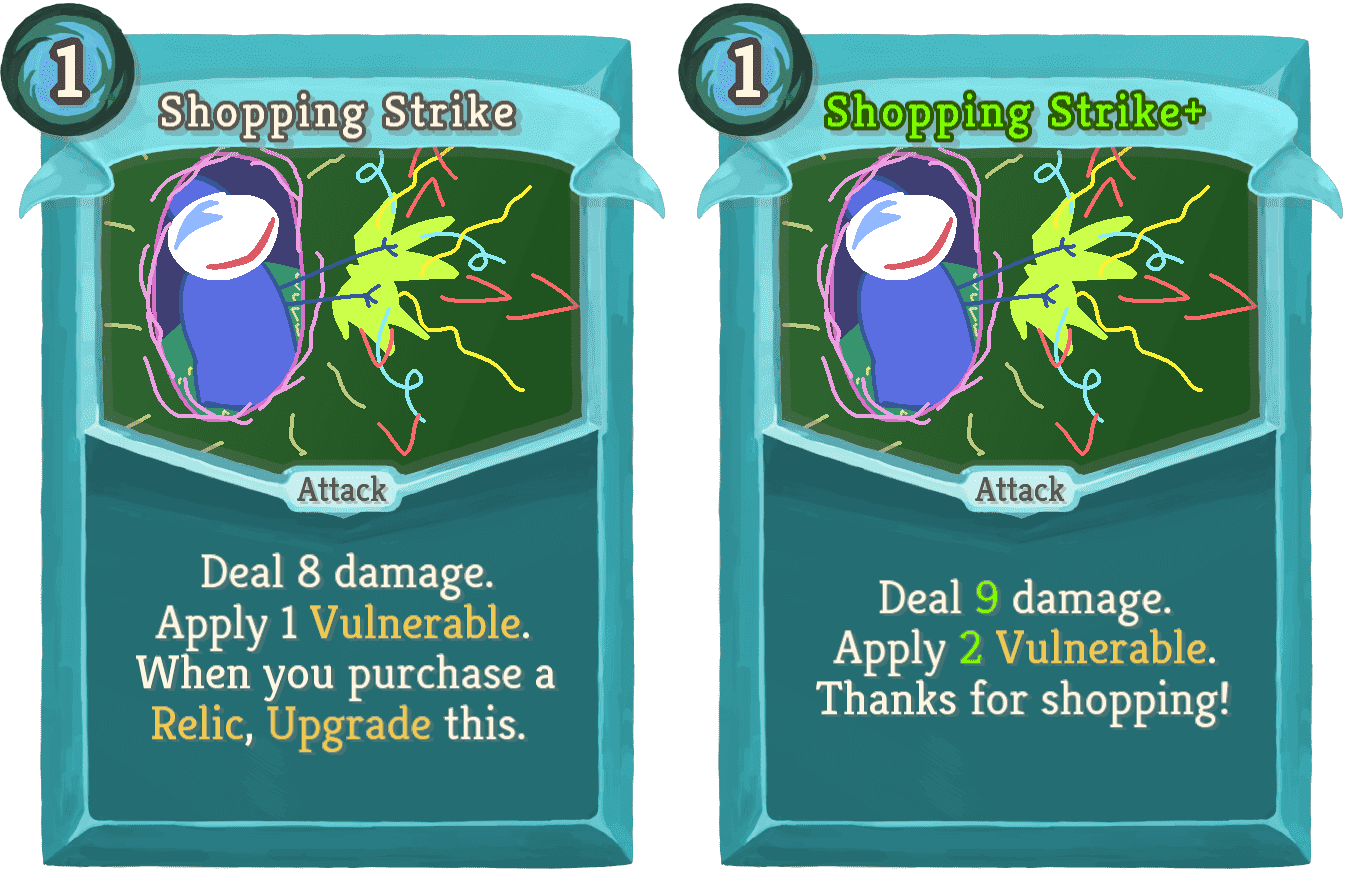 1
Shopping Strike
Attack
Deal 8 damage.
Apply 1 Vulnerable.
When you purchase a
Relic, Upgrade this.
1
Shopping Strike+
Attack
Deal 9 damage.
Apply 2 Vulnerable.
Thanks for shopping!